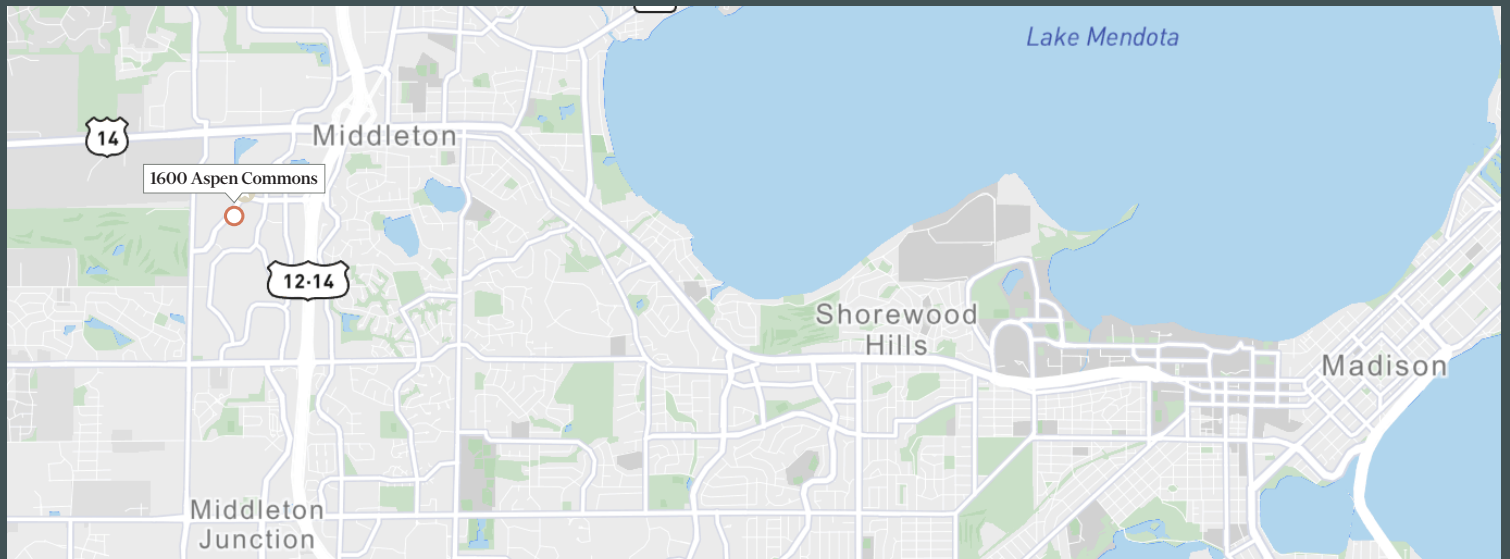 Lake Mendota
14
Middleton
1600 Aspen Commons
12-14
Shorewood
Hills
Madison
Middleton
Junction